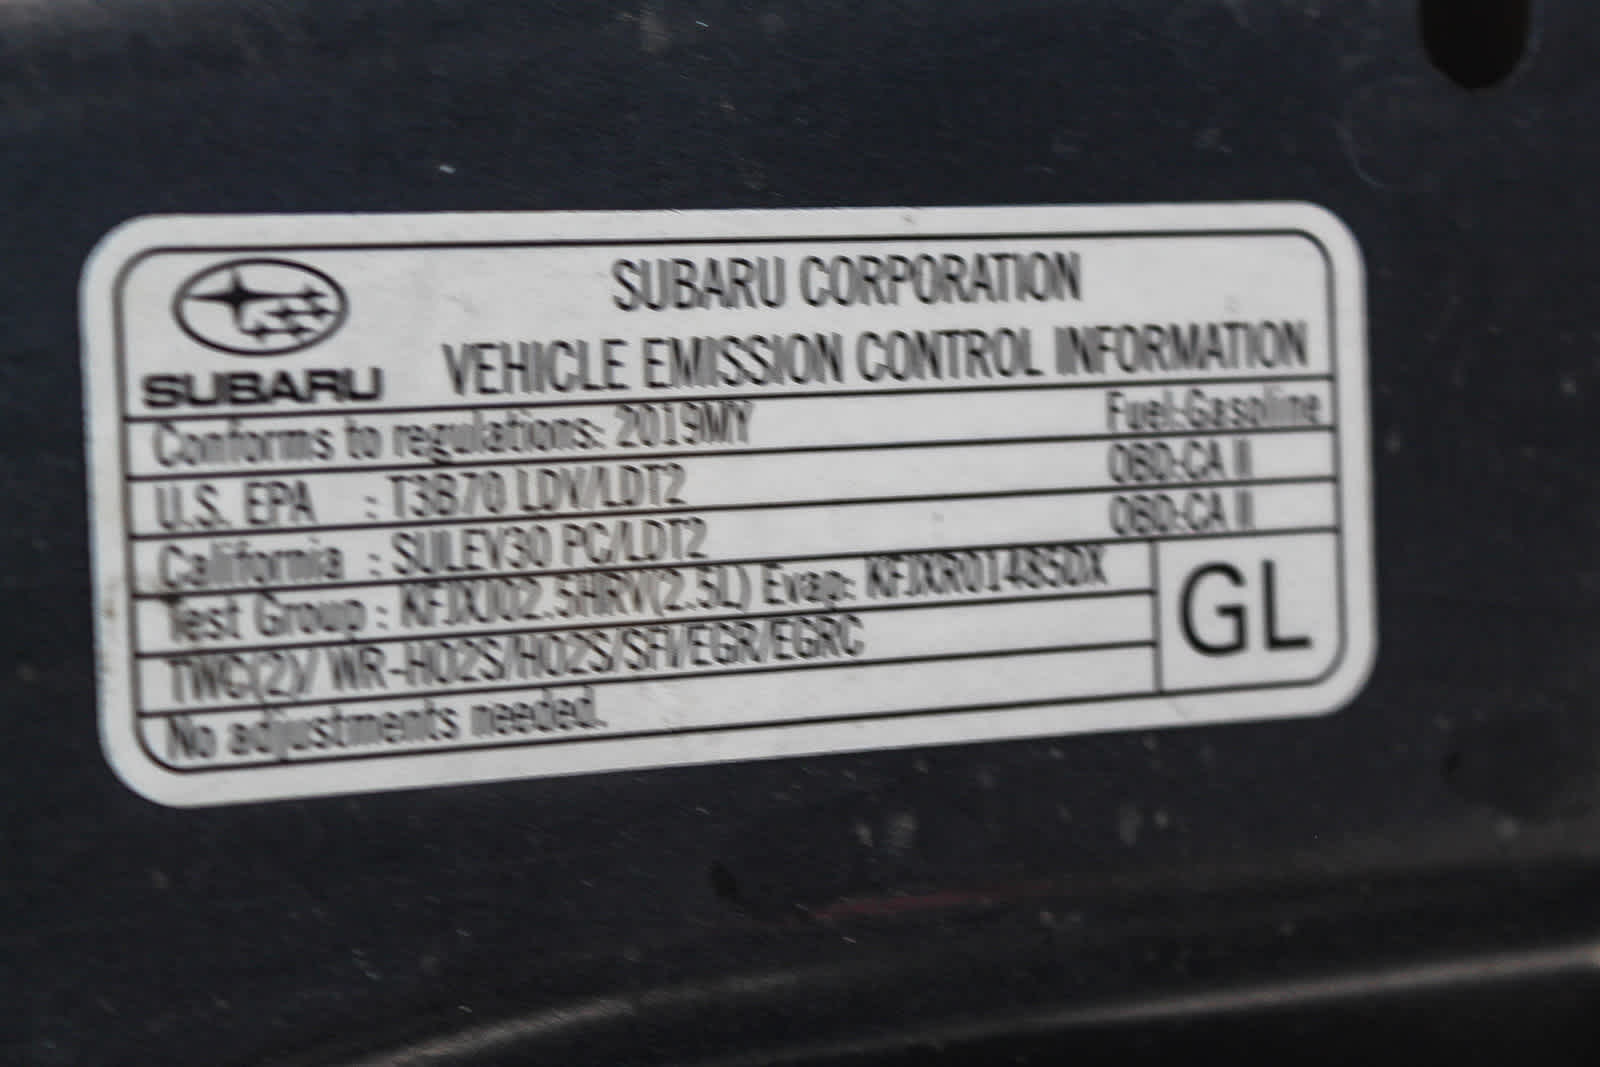 SUBARU CORPORATION
SUBARU VEHICLE EMISSION CONTROL INFORMATION
Conforms to regulations: 2019MY Fuel:Gasoline
U.S. EPA : T3B70 LDV/LDT2 OBD:CA II
California : SULEV30 PC/LDT2 OBD:CA II
Test Group : KFJXJ02.5HRV(2.5L) Evap: KFJXR01485DX
TWC(2)/ WR-HO2S/HO2S/SFI/EGR/EGRC
GL
No adjustments needed.